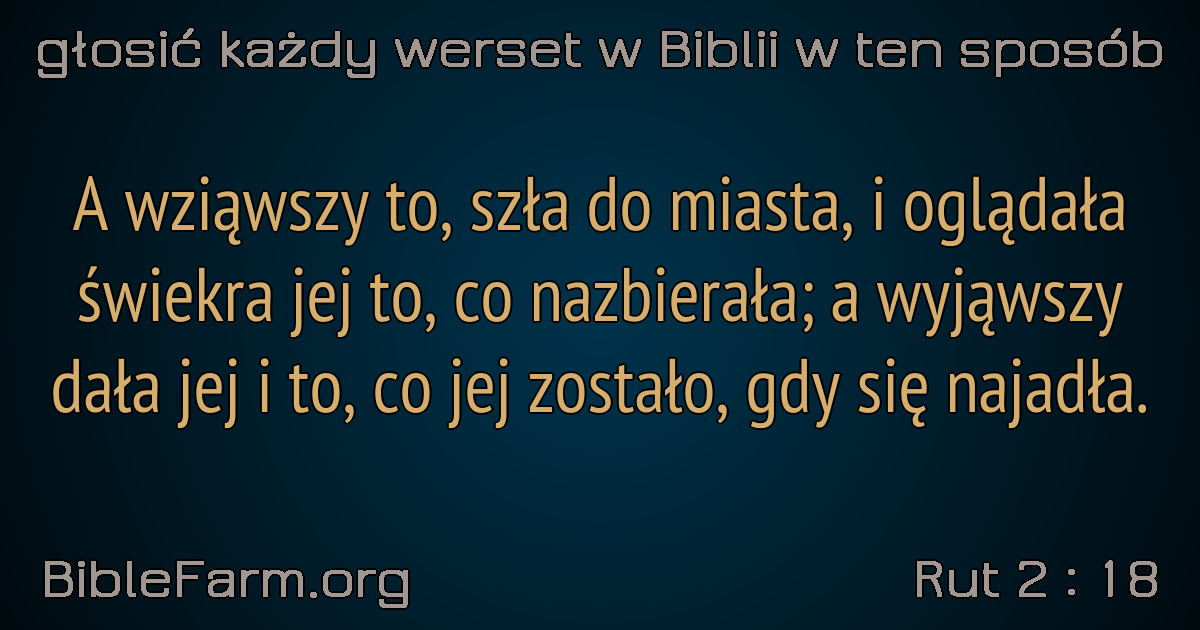 głosić każdy werset w Biblii w ten sposób
A wziąwszy to, szła do miasta, i oglądała
świekra jej to, co nazbierała; a wyjąwszy
dała jej i to, co jej zostało, gdy się najadła.
BibleFarm.org
Rut 2 : 18